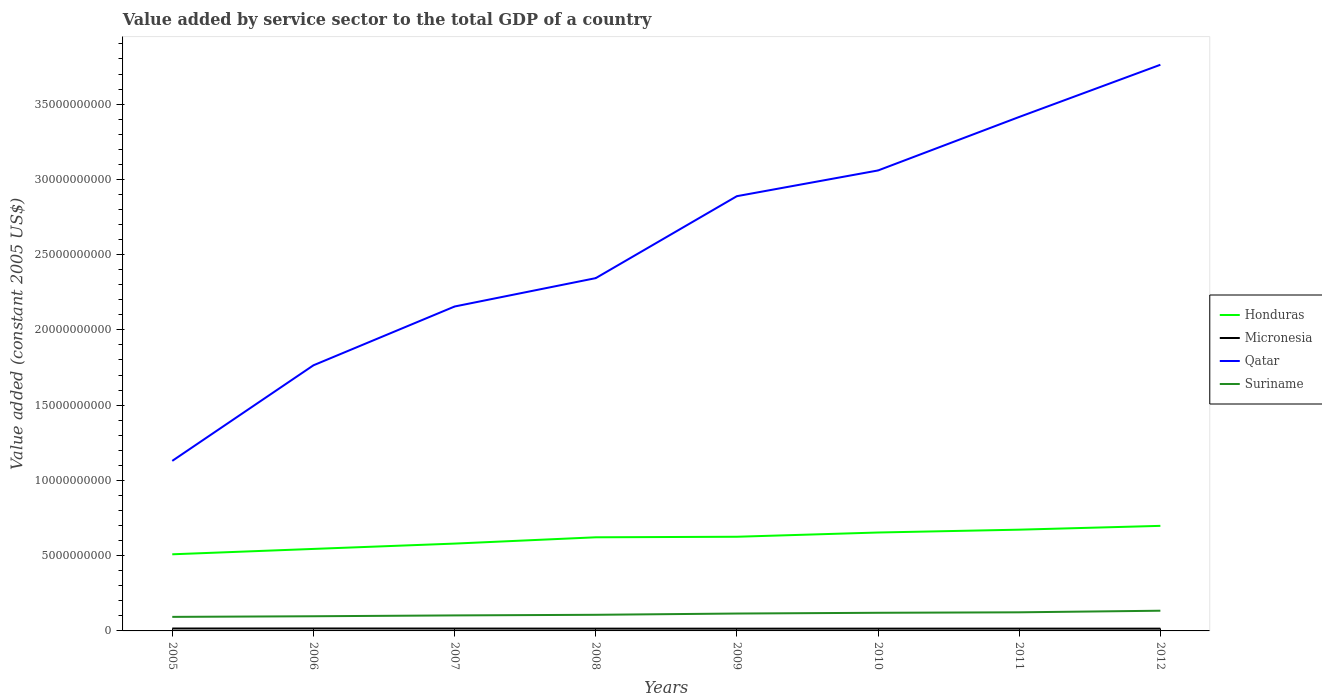 Value added by service sector to the total GDP of a country
Value added (constant 2005 US$)
35000000000
30000000000
25000000000
20000000000
15000000000
10000000000
5000000000
0
2005
2006
2007
2008
2009
2010
2011
2012
Years
Honduras
Micronesia
Qatar
Suriname